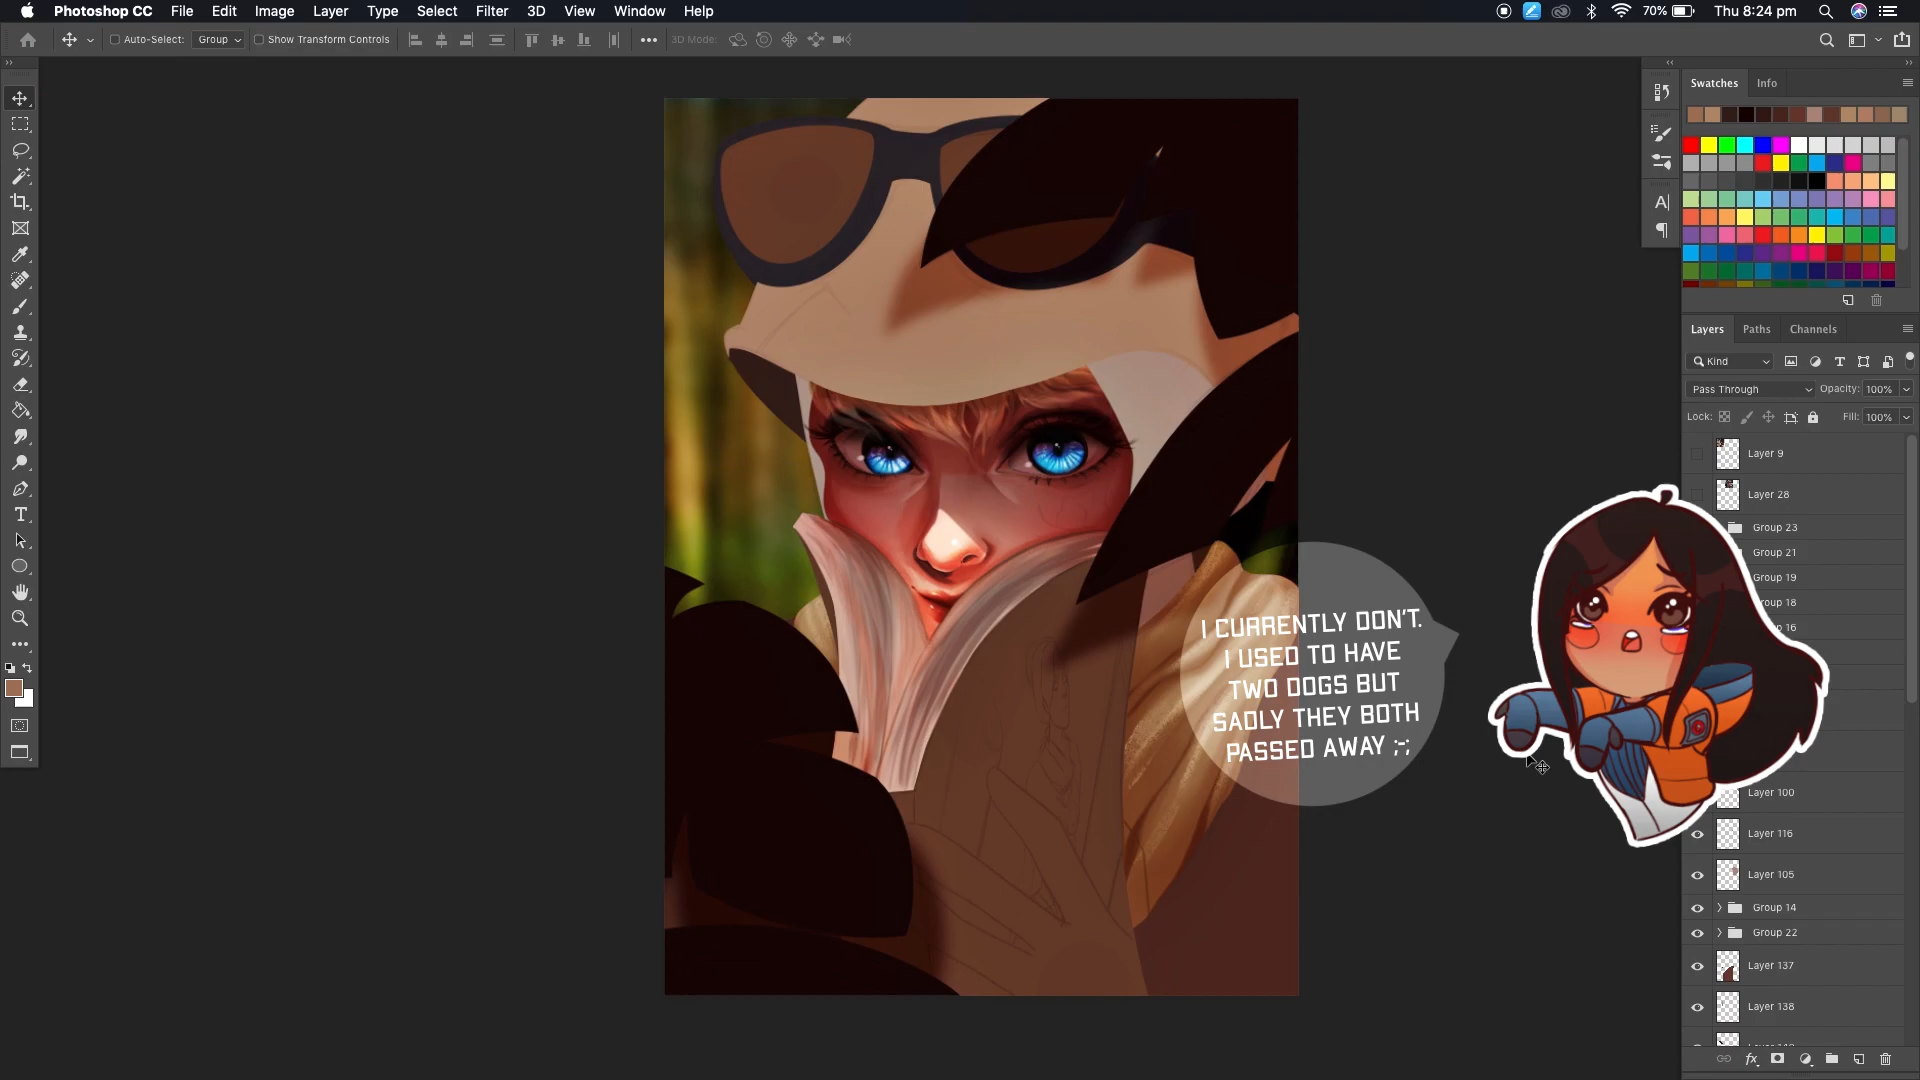 Photoshop CC File Edit Image Layer Type Select Filter 3D View Window Help 70% Thu 8:24 pm
Auto-Select: Group Show Transform Controls 3D Mode:
Swatches Info
Layers Paths Channels
Kind
Pass Through Opacity: 100%
Lock: Fill: 100%
Layer 9
Layer 28
Group 23
Group 21
Group 19
oup 18
16
I CURRENTLY DON'T.
I USED TO HAVE
TWO DOGS BUT
SADLY THEY BOTH
PASSED AWAY ;-;
Layer 100
Layer 116
Layer 105
Group 14
Group 22
Layer 137
Layer 138